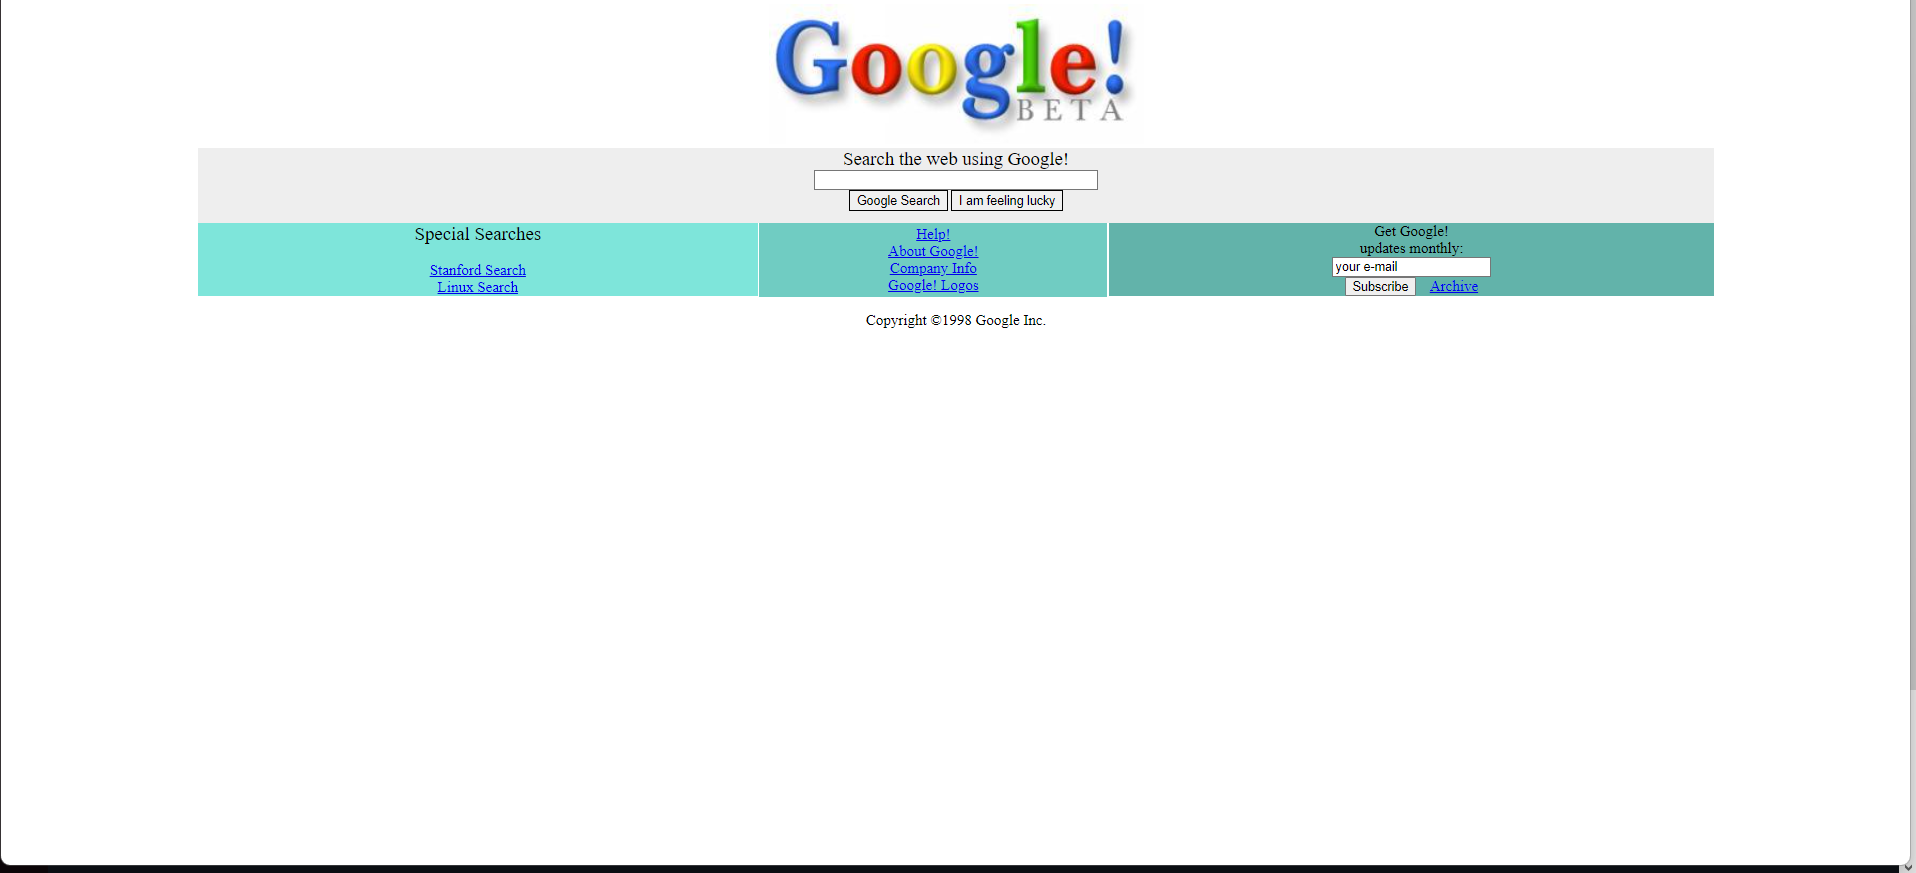 Google!
BETA
Search the web using Google!
Google Search I am feeling lucky
Special Searches
Stanford Search
Linux Search
Help!
About Google!
Company Info
Google! Logos
Get Google!
updates monthly:
your e-mail
Subscribe Archive
Copyright ©1998 Google Inc.